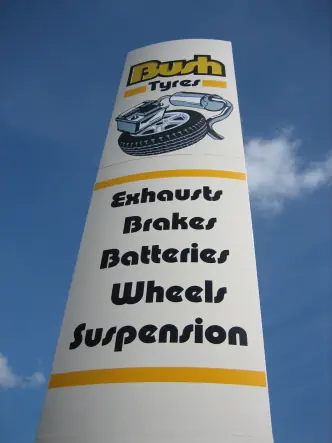 Bush
Tyres
Exhausts
Brakes
Batteries
Wheels
Suspension